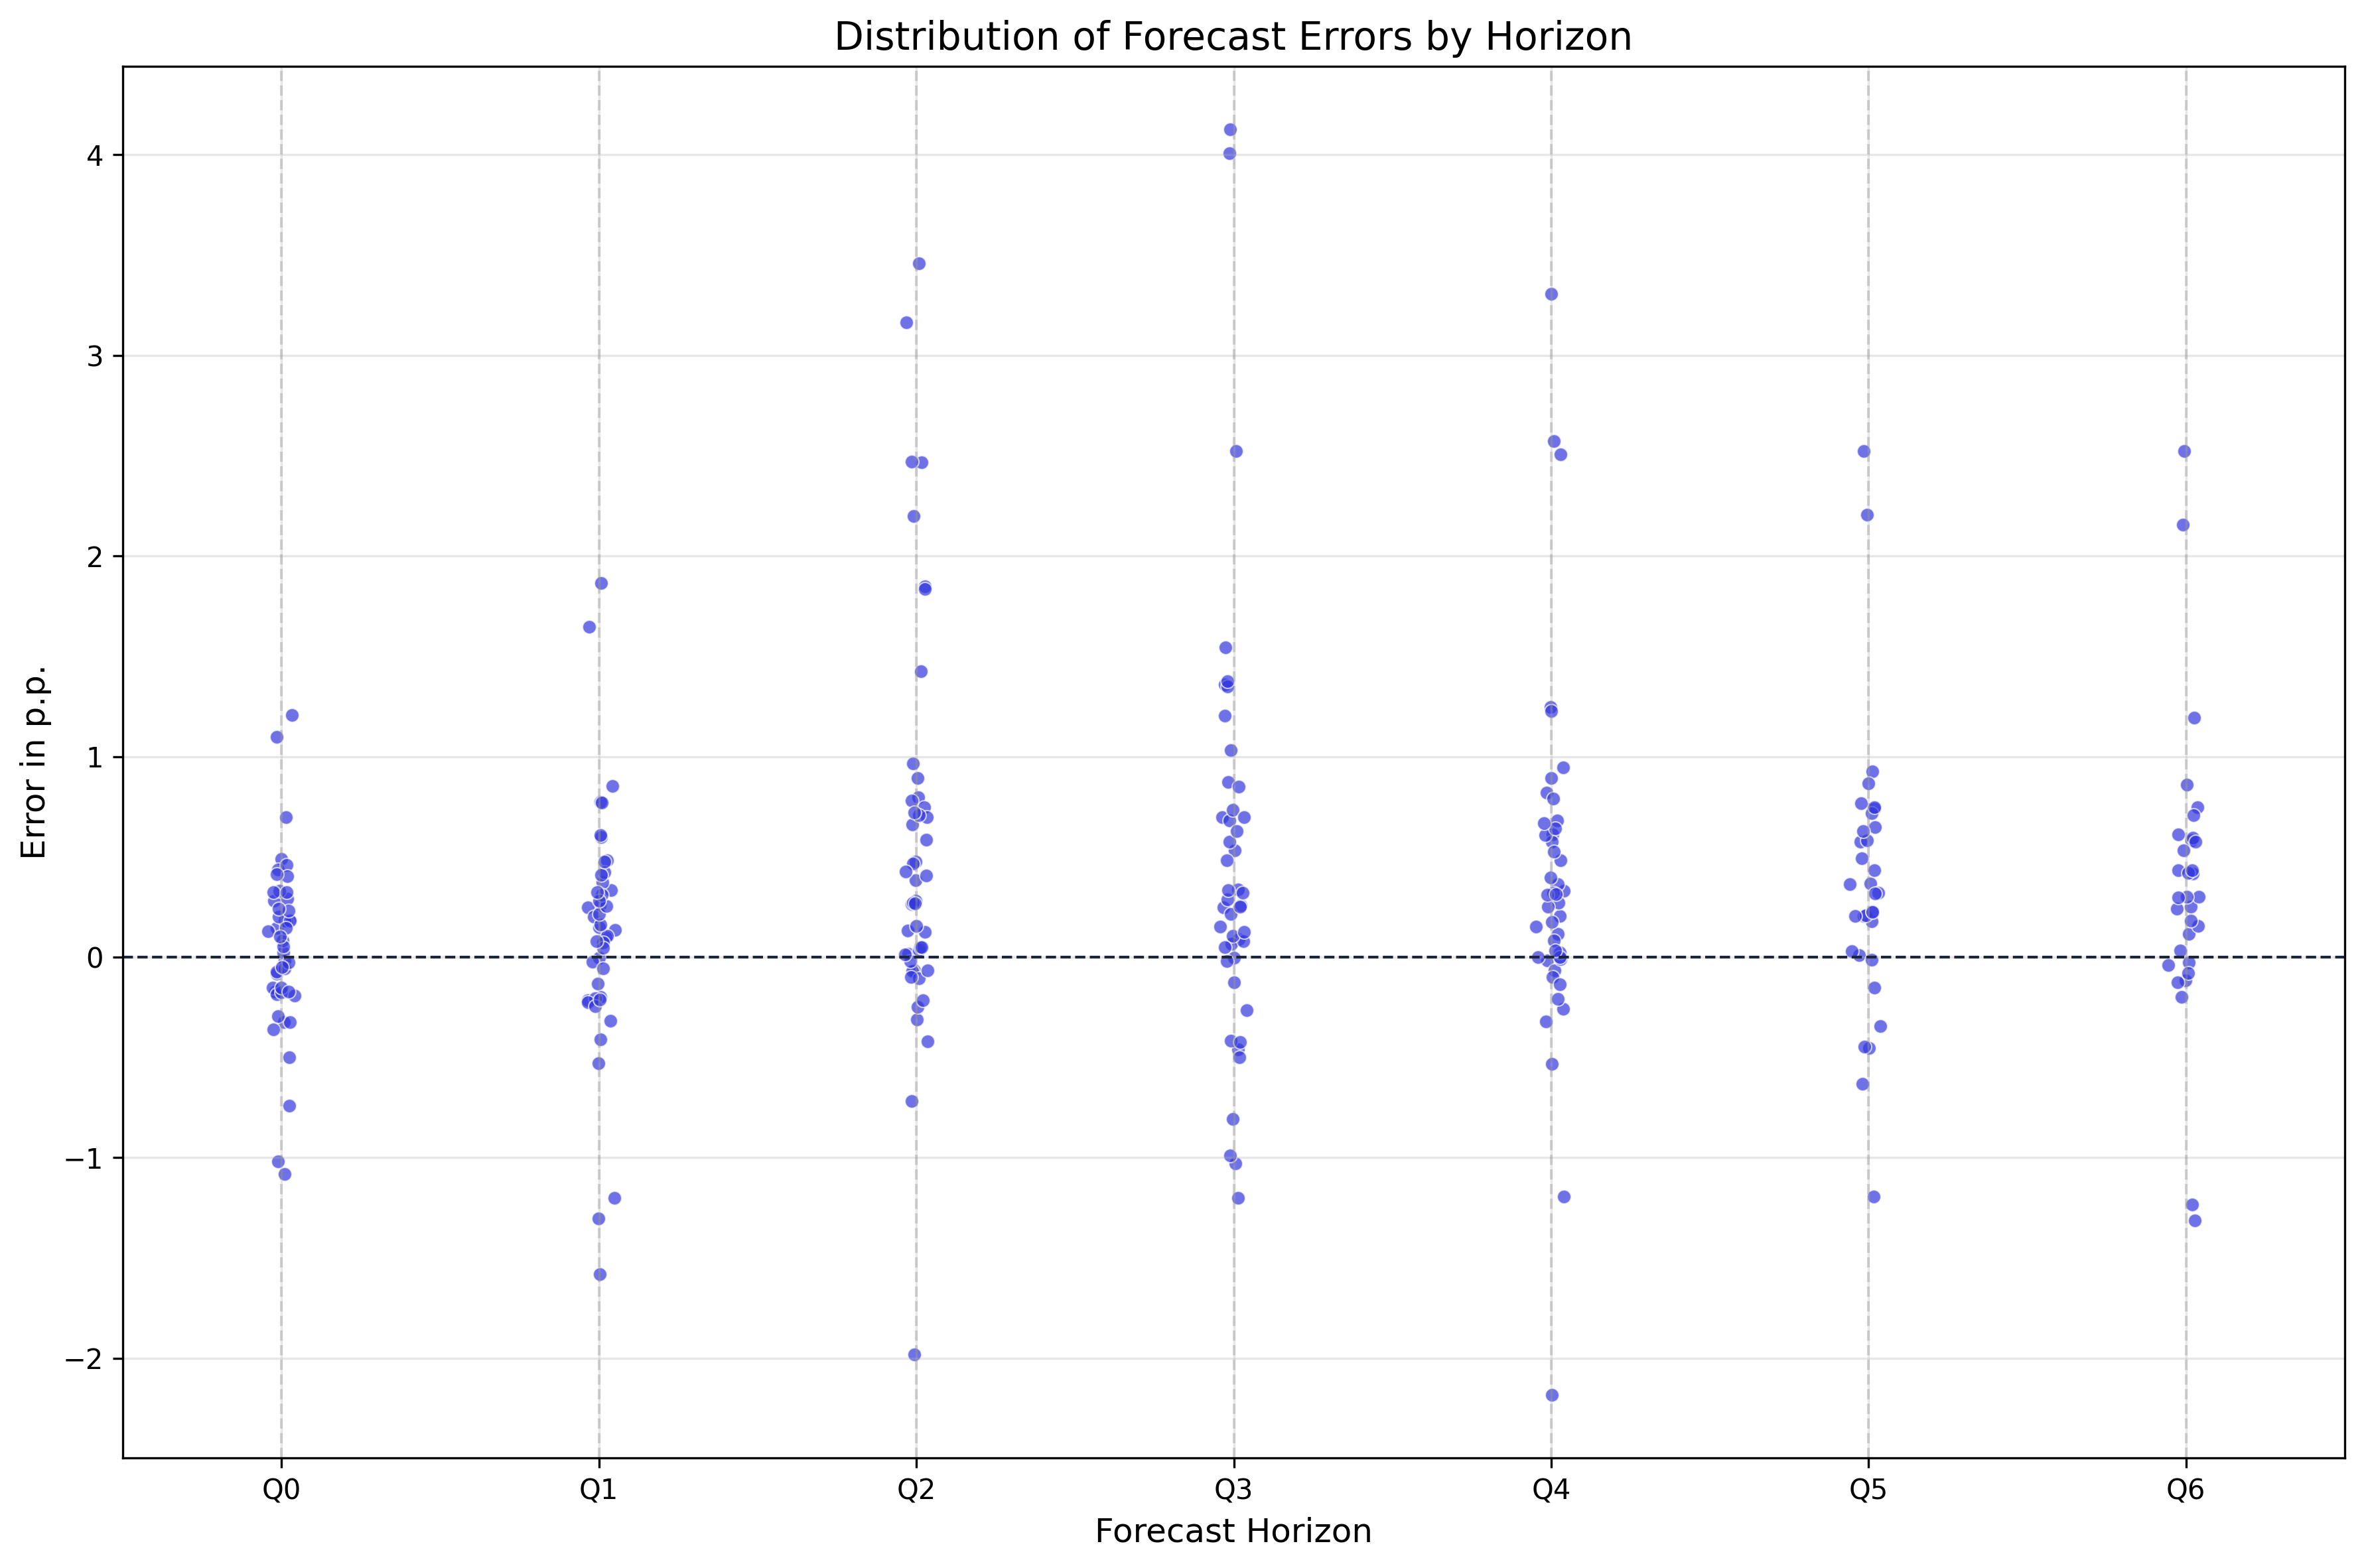 Distribution of Forecast Errors by Horizon
Error in p.p.
4
3
2
1
0
−1
−2
Q0 Q1 Q2 Q3 Q4 Q5 Q6
Forecast Horizon